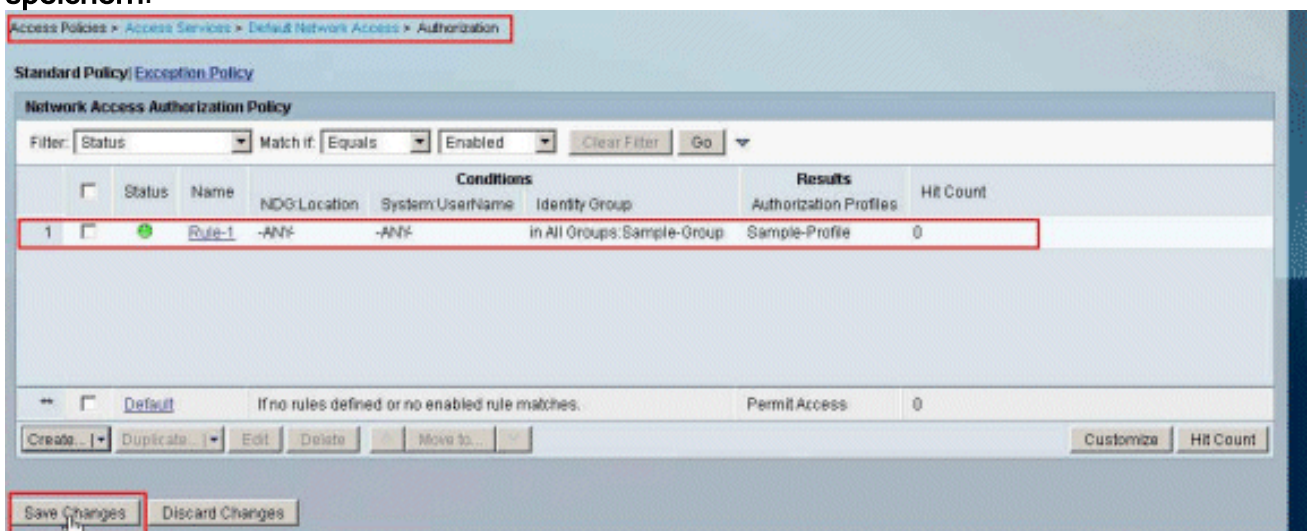 speichern.
Access Policies > Access Services > Default Network Access > Authorization
Standard Policy| Exception Policy
Network Access Authorization Policy
Filter: Status Match if: Equals Enabled Clear Filter Go
Status Name Conditions Results Hit Count
NDG:Location System:UserName Identity Group Authorization Profiles
1 Rule-1 -ANY- -ANY- in All Groups:Sample-Group Sample-Profile 0
** Default If no rules defined or no enabled rule matches. Permit Access 0
Create... Duplicate... Edit Delete Move to... Customize Hit Count
Save Changes Discard Changes